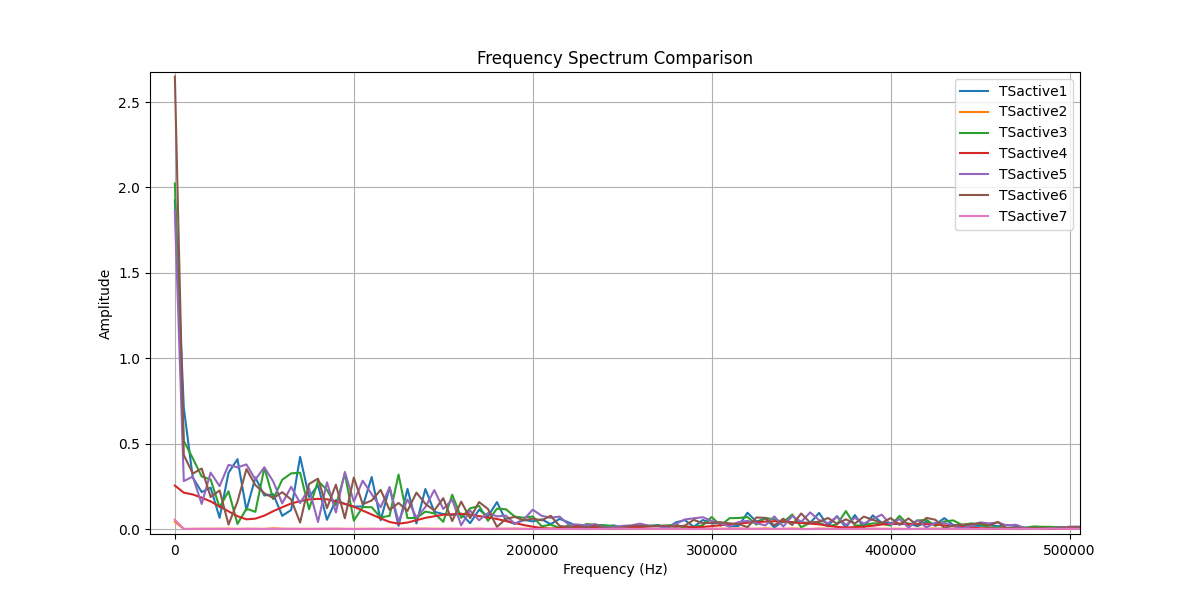 Frequency Spectrum Comparison
TSactive1
TSactive2
TSactive3
TSactive4
TSactive5
TSactive6
TSactive7
2.5
2.0
1.5
1.0
0.5
0.0
Amplitude
0 100000 200000 300000 400000 500000
Frequency (Hz)